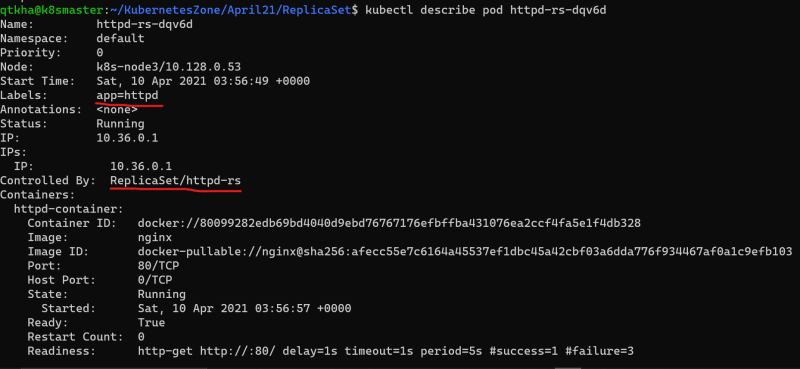 qtkha@k8smaster:~/KubernetesZone/April21/ReplicaSet$ kubectl describe pod httpd-rs-dqv6d
Name:         httpd-rs-dqv6d
Namespace:    default
Priority:     0
Node:         k8s-node3/10.128.0.53
Start Time:   Sat, 10 Apr 2021 03:56:49 +0000
Labels:       app=httpd
Annotations:  <none>
Status:       Running
IP:           10.36.0.1
IPs:
  IP:           10.36.0.1
Controlled By:  ReplicaSet/httpd-rs
Containers:
  httpd-container:
    Container ID:   docker://80099282edb69bd4040d9ebd76767176efbffba431076ea2ccf4fa5e1f4db328
    Image:          nginx
    Image ID:       docker-pullable://nginx@sha256:afecc55e7c6164a45537ef1dbc45a42cbf03a6dda776f934467af0a1c9efb103
    Port:           80/TCP
    Host Port:      0/TCP
    State:          Running
      Started:      Sat, 10 Apr 2021 03:56:57 +0000
    Ready:          True
    Restart Count:  0
    Readiness:      http-get http://:80/ delay=1s timeout=1s period=5s #success=1 #failure=3